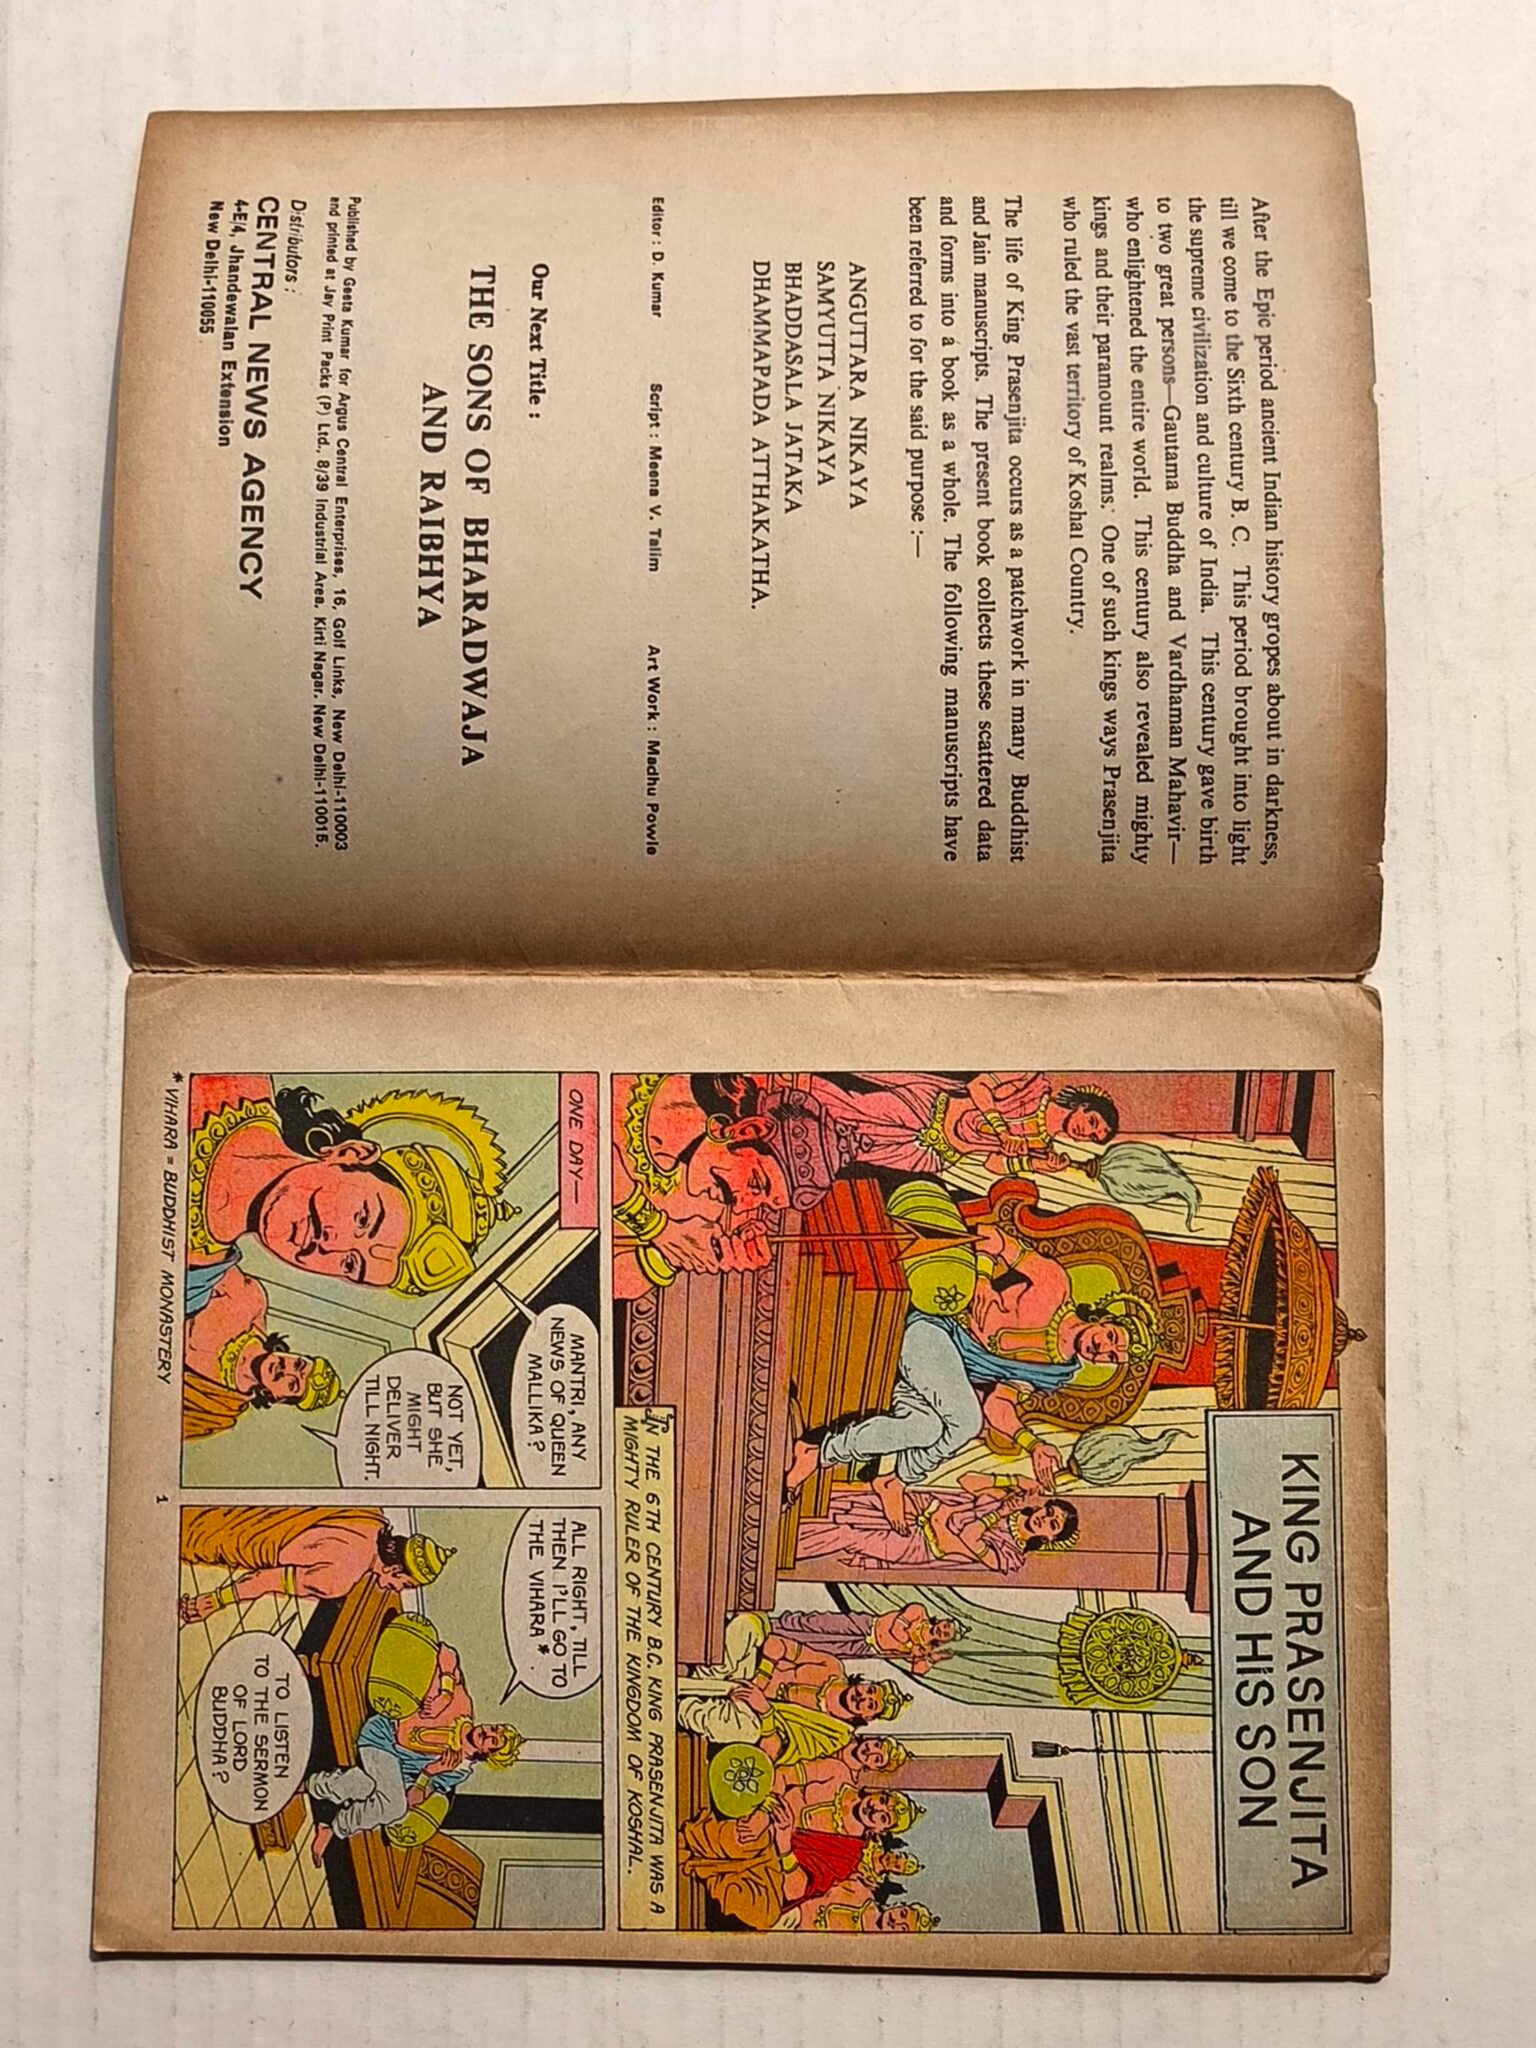 After the Epic period ancient Indian history gropes about in darkness,
till we come to the Sixth century B. C. This period brought into light
the supreme civilization and culture of India. This century gave birth
to two great persons—Gautama Buddha and Vardhaman Mahavir—
who enlightened the entire world. This century also revealed mighty
kings and their paramount realms. One of such kings ways Prasenjita
who ruled the vast territory of Koshal Country.
The life of King Prasenjita occurs as a patchwork in many Buddhist
and Jain manuscripts. The present book collects these scattered data
and forms into a book as a whole. The following manuscripts have
been referred to for the said purpose :—
ANGUTTARA NIKAYA
SAMYUTTA NIKAYA
BHADDASALA JATAKA
DHAMMAPADA ATTHAKATHA.
Editor : D. Kumar Script : Meena V. Talim Art Work : Madhu Powle
Our Next Title :
THE SONS OF BHARADWAJA
AND RAIBHYA
Published by Geeta Kumar for Argus Central Enterprises, 16, Golf Links, New Delhi-110003
and printed at Jay Print Packs (P) Ltd., 8/39 Industrial Area, Kirti Nagar, New Delhi-110015.
Distributors :
CENTRAL NEWS AGENCY
4-E/4, Jhandewalan Extension
New Delhi-110055
KING PRASENJITA
AND HIS SON
IN THE 6TH CENTURY B.C. KING PRASENJITA WAS A
MIGHTY RULER OF THE KINGDOM OF KOSHAL.
ONE DAY—
MANTRI, ANY
NEWS OF QUEEN
MALLIKA?
NOT YET,
BUT SHE
MIGHT
DELIVER
TILL NIGHT.
ALL RIGHT, TILL
THEN I'LL GO TO
THE VIHARA*.
TO LISTEN
TO THE SERMON
OF LORD
BUDDHA?
* VIHARA = BUDDHIST MONASTERY
1